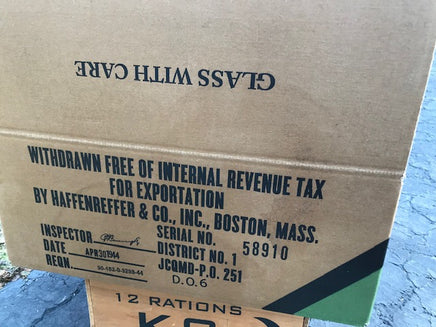 GLASS WITH CARE
WITHDRAWN FREE OF INTERNAL REVENUE TAX
FOR EXPORTATION
BY HAFFENREFFER & CO., INC., BOSTON, MASS.
INSPECTOR
SERIAL NO. 58910
DATE APR 30 1944
DISTRICT NO. 1
REQN.
JCQMD-P.O. 251
D.O.6
12 RATIONS